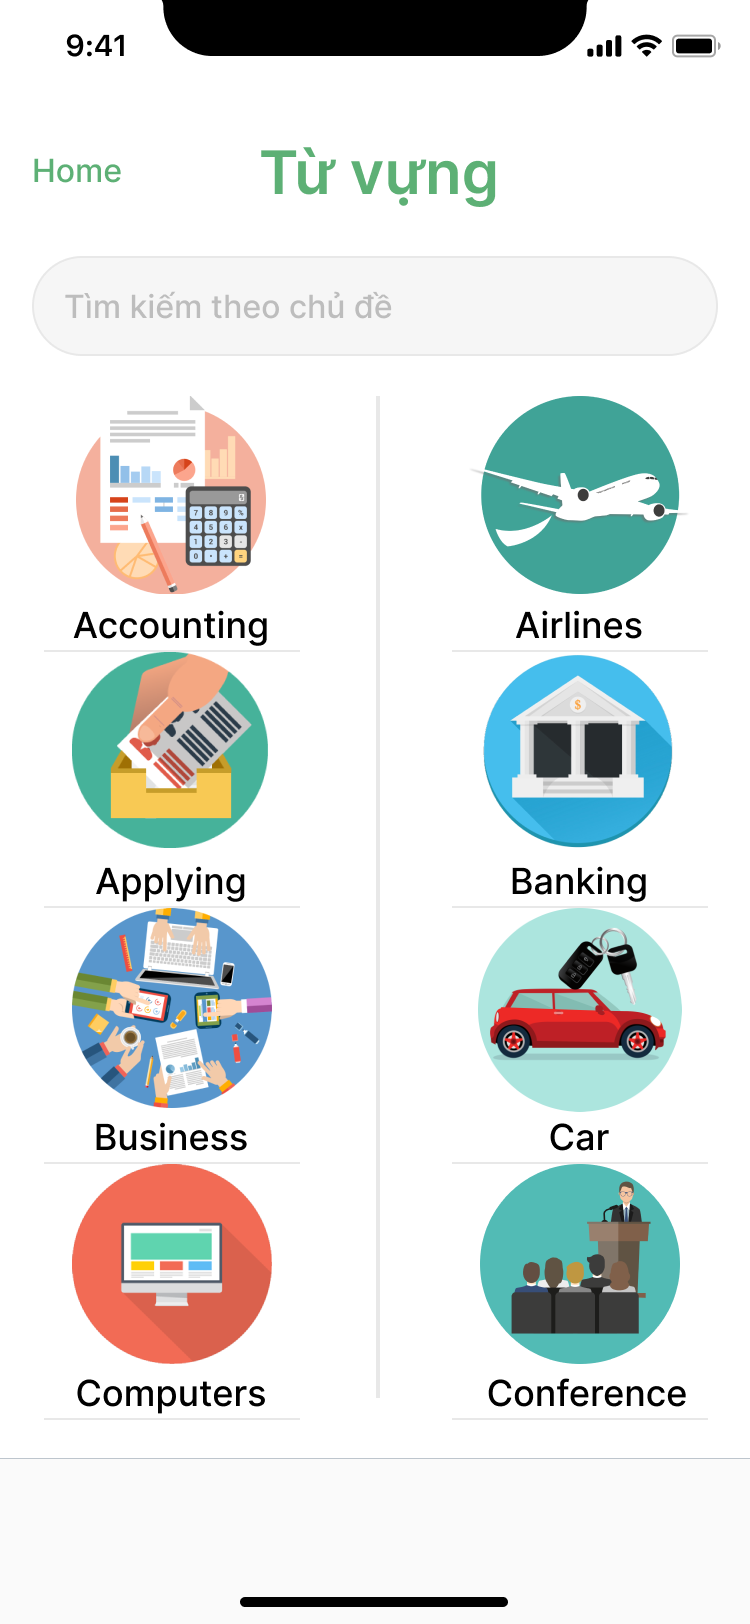 9:41
Home
Từ vựng
Tìm kiếm theo chủ đề
Accounting
Airlines
Applying
Banking
Business
Car
Computers
Conference